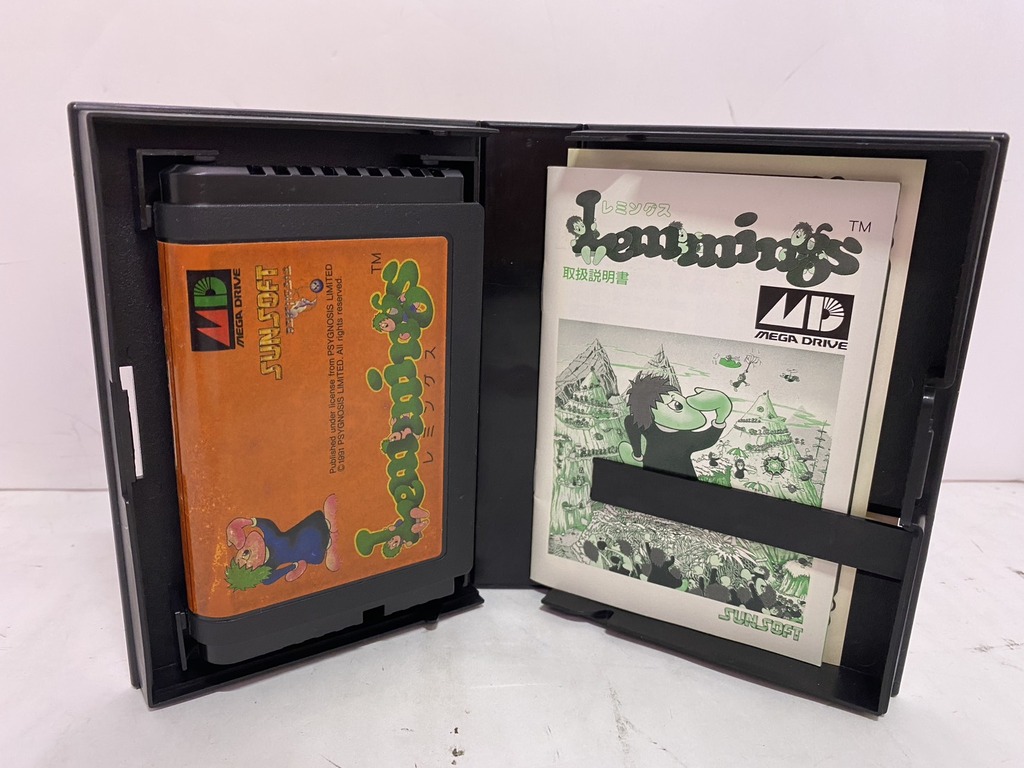 MD
MEGA DRIVE
SUNSOFT
PSYGNOSIS
Published under license from PSYGNOSIS LIMITED
©1991 PSYGNOSIS LIMITED. All rights reserved.
Lemmings TM
レミングス
レミングス
Lemmings TM
取扱説明書
MD
MEGA DRIVE
SUNSOFT